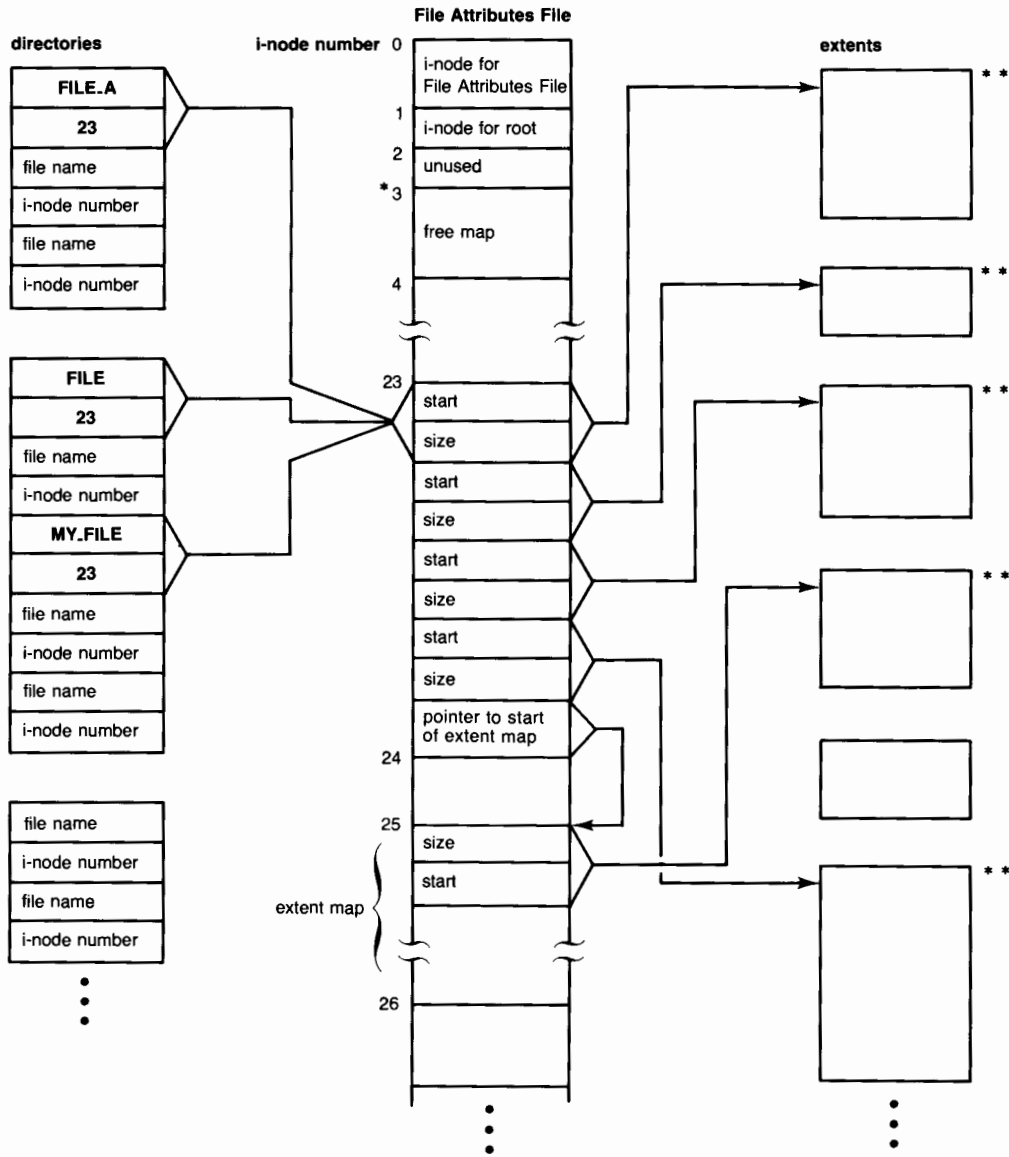 File Attributes File
directories
FILE_A
23
file name
i-node number
file name
i-node number
FILE
23
file name
i-node number
MY_FILE
23
file name
i-node number
file name
i-node number
file name
i-node number
file name
i-node number
i-node number
0
i-node for
File Attributes File
1
i-node for root
2
unused
*3
free map
4
23
start
size
start
size
start
size
start
size
pointer to start
of extent map
24
25
size
start
extent map
26
extents
* *
* *
* *
* *
* *